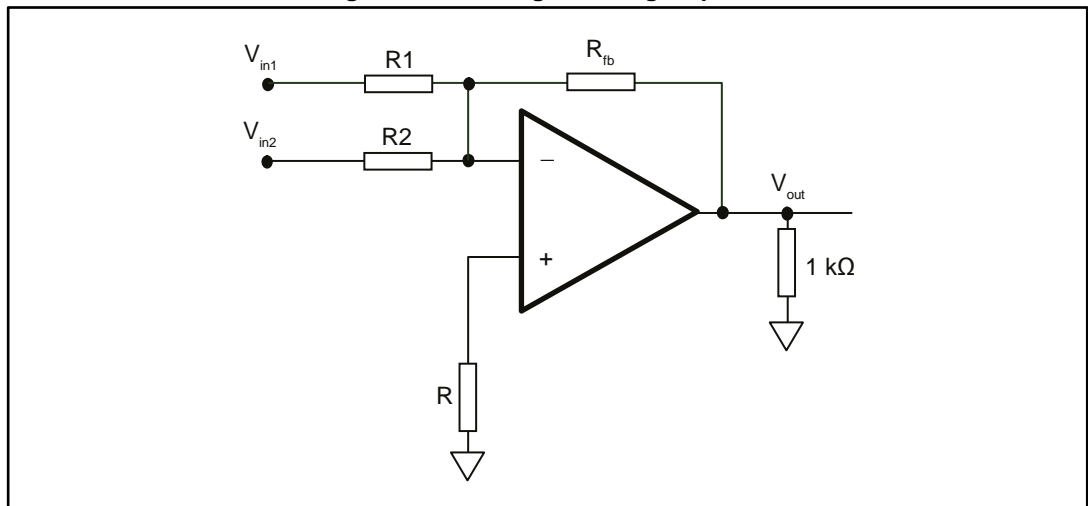 V_in1
R1
R_fb
V_in2
R2
−
V_out
+
1 kΩ
R